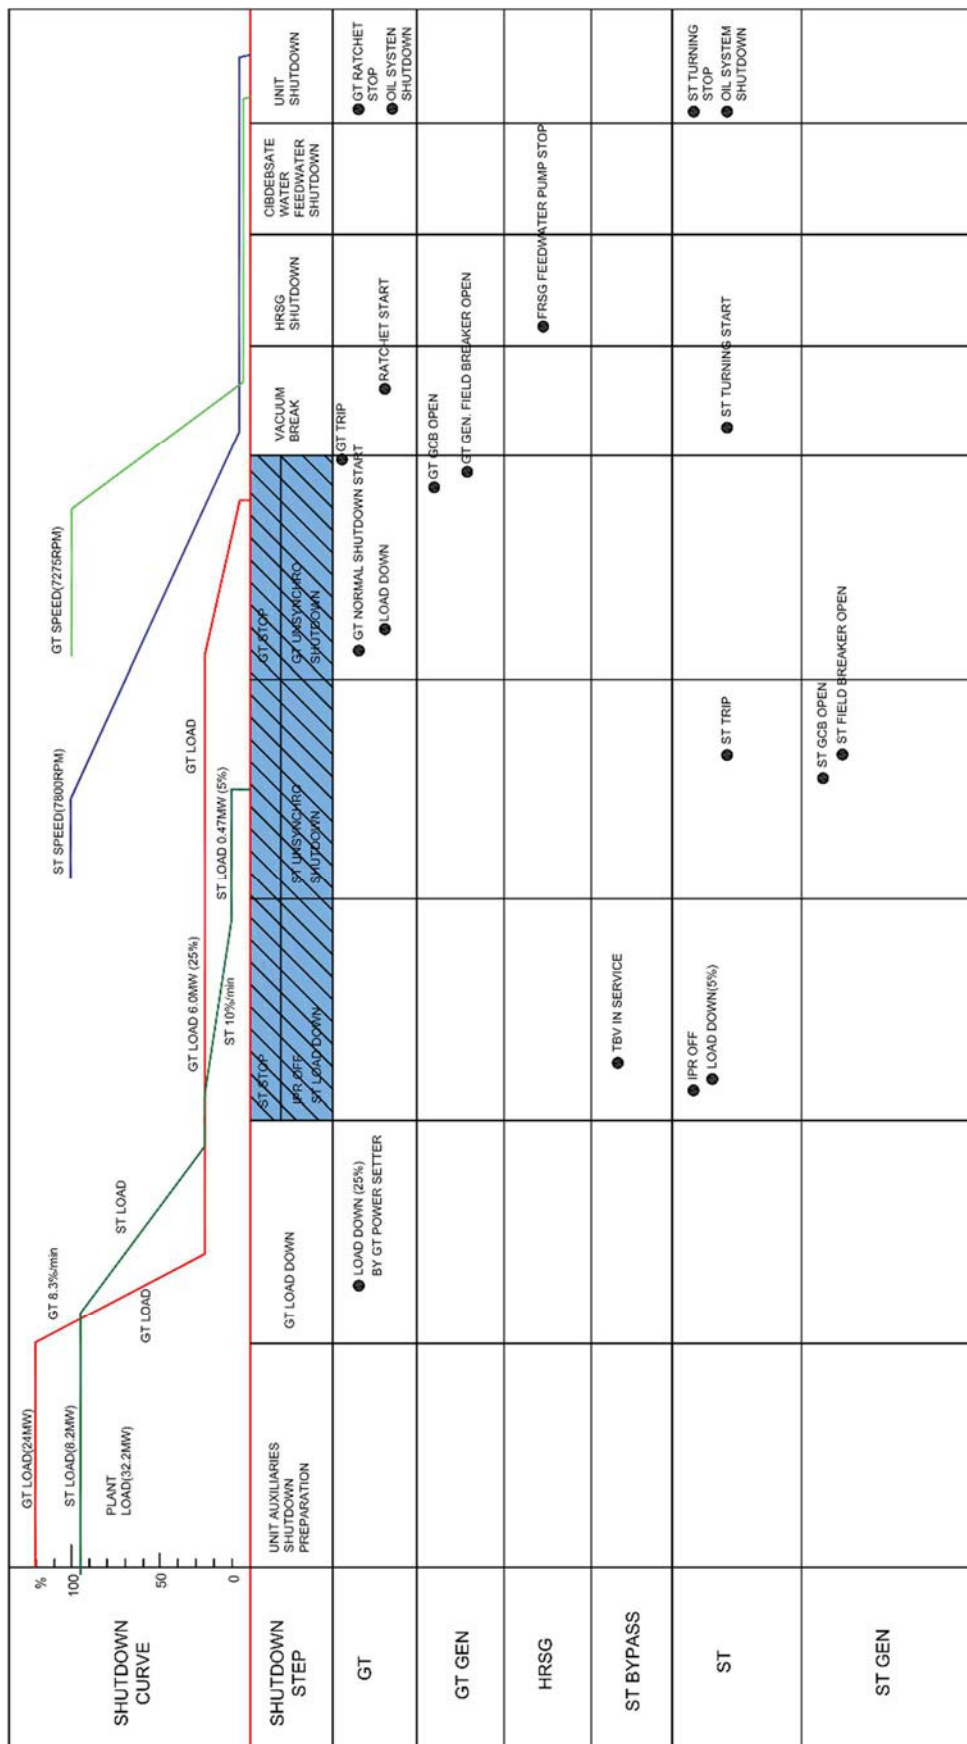 SHUTDOWN
CURVE
%
100
50
0
GT LOAD(24MW)
ST LOAD(8.2MW)
PLANT
LOAD(32.2MW)
GT 8.3%/min
GT LOAD
ST LOAD
GT LOAD 6.0MW (25%)
ST 10%/min
ST LOAD 0.47MW (5%)
GT LOAD
ST SPEED(7800RPM)
GT SPEED(7275RPM)
SHUTDOWN
STEP
UNIT AUXILIARIES
SHUTDOWN
PREPARATION
GT LOAD DOWN
ST STOP
IPR OFF
ST LOAD DOWN
ST UNSYNCHRO
SHUTDOWN
GT STOP
GT UNSYNCHRO
SHUTDOWN
VACUUM
BREAK
HRSG
SHUTDOWN
CIBDEBSATE
WATER
FEEDWATER
SHUTDOWN
UNIT
SHUTDOWN
GT
LOAD DOWN (25%)
BY GT POWER SETTER
GT NORMAL SHUTDOWN START
LOAD DOWN
GT TRIP
RATCHET START
GT RATCHET
STOP
OIL SYSTEN
SHUTDOWN
GT GEN
GT GCB OPEN
GT GEN. FIELD BREAKER OPEN
HRSG
FRSG FEEDWATER PUMP STOP
ST BYPASS
TBV IN SERVICE
ST
IPR OFF
LOAD DOWN(5%)
ST TRIP
ST TURNING START
ST TURNING
STOP
OIL SYSTEM
SHUTDOWN
ST GEN
ST GCB OPEN
ST FIELD BREAKER OPEN